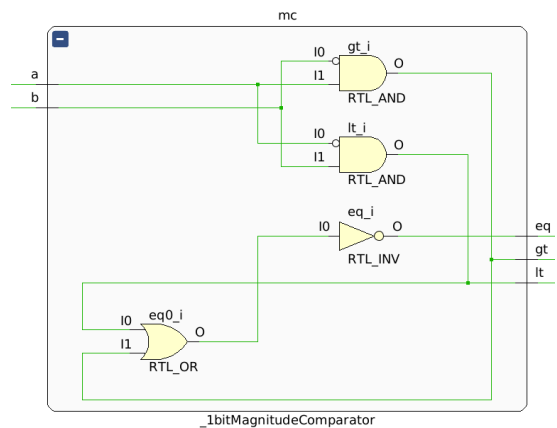 mc
a
b
gt_i
I0
I1
O
RTL_AND
lt_i
I0
I1
O
RTL_AND
eq_i
I0
O
RTL_INV
eq
gt
lt
eq0_i
I0
I1
O
RTL_OR
_1bitMagnitudeComparator